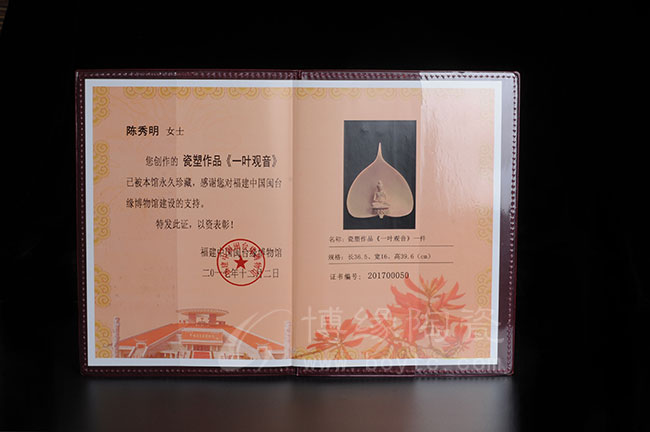 陈秀明 女士
您创作的 瓷塑作品《一叶观音》
已被本馆永久珍藏，感谢您对福建中国闽台
缘博物馆建设的支持。
特发此证，以资表彰！
福建中国闽台缘博物馆
二〇一七年十二月二日
名称：瓷塑作品《一叶观音》一件
规格：长36.5、宽16、高39.6（cm）
证书编号：201700050
博缘陶瓷